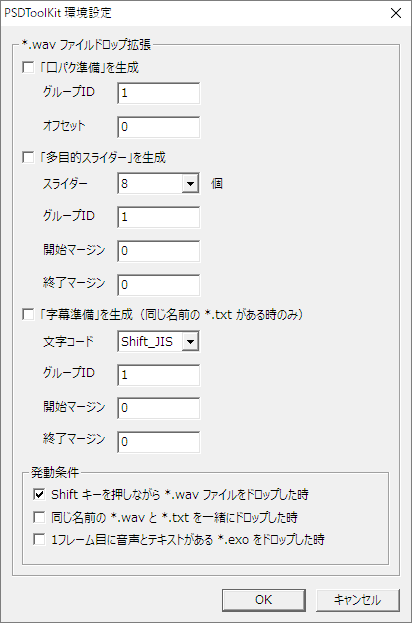 PSDToolKit 環境設定
*.wav ファイルドロップ拡張
「口パク準備」を生成
グループID 1
オフセット 0
「多目的スライダー」を生成
スライダー 8 個
グループID 1
開始マージン 0
終了マージン 0
「字幕準備」を生成（同じ名前の *.txt がある時のみ）
文字コード Shift_JIS
グループID 1
開始マージン 0
終了マージン 0
発動条件
Shift キーを押しながら *.wav ファイルをドロップした時
同じ名前の *.wav と *.txt を一緒にドロップした時
1フレーム目に音声とテキストがある *.exo をドロップした時
OK キャンセル